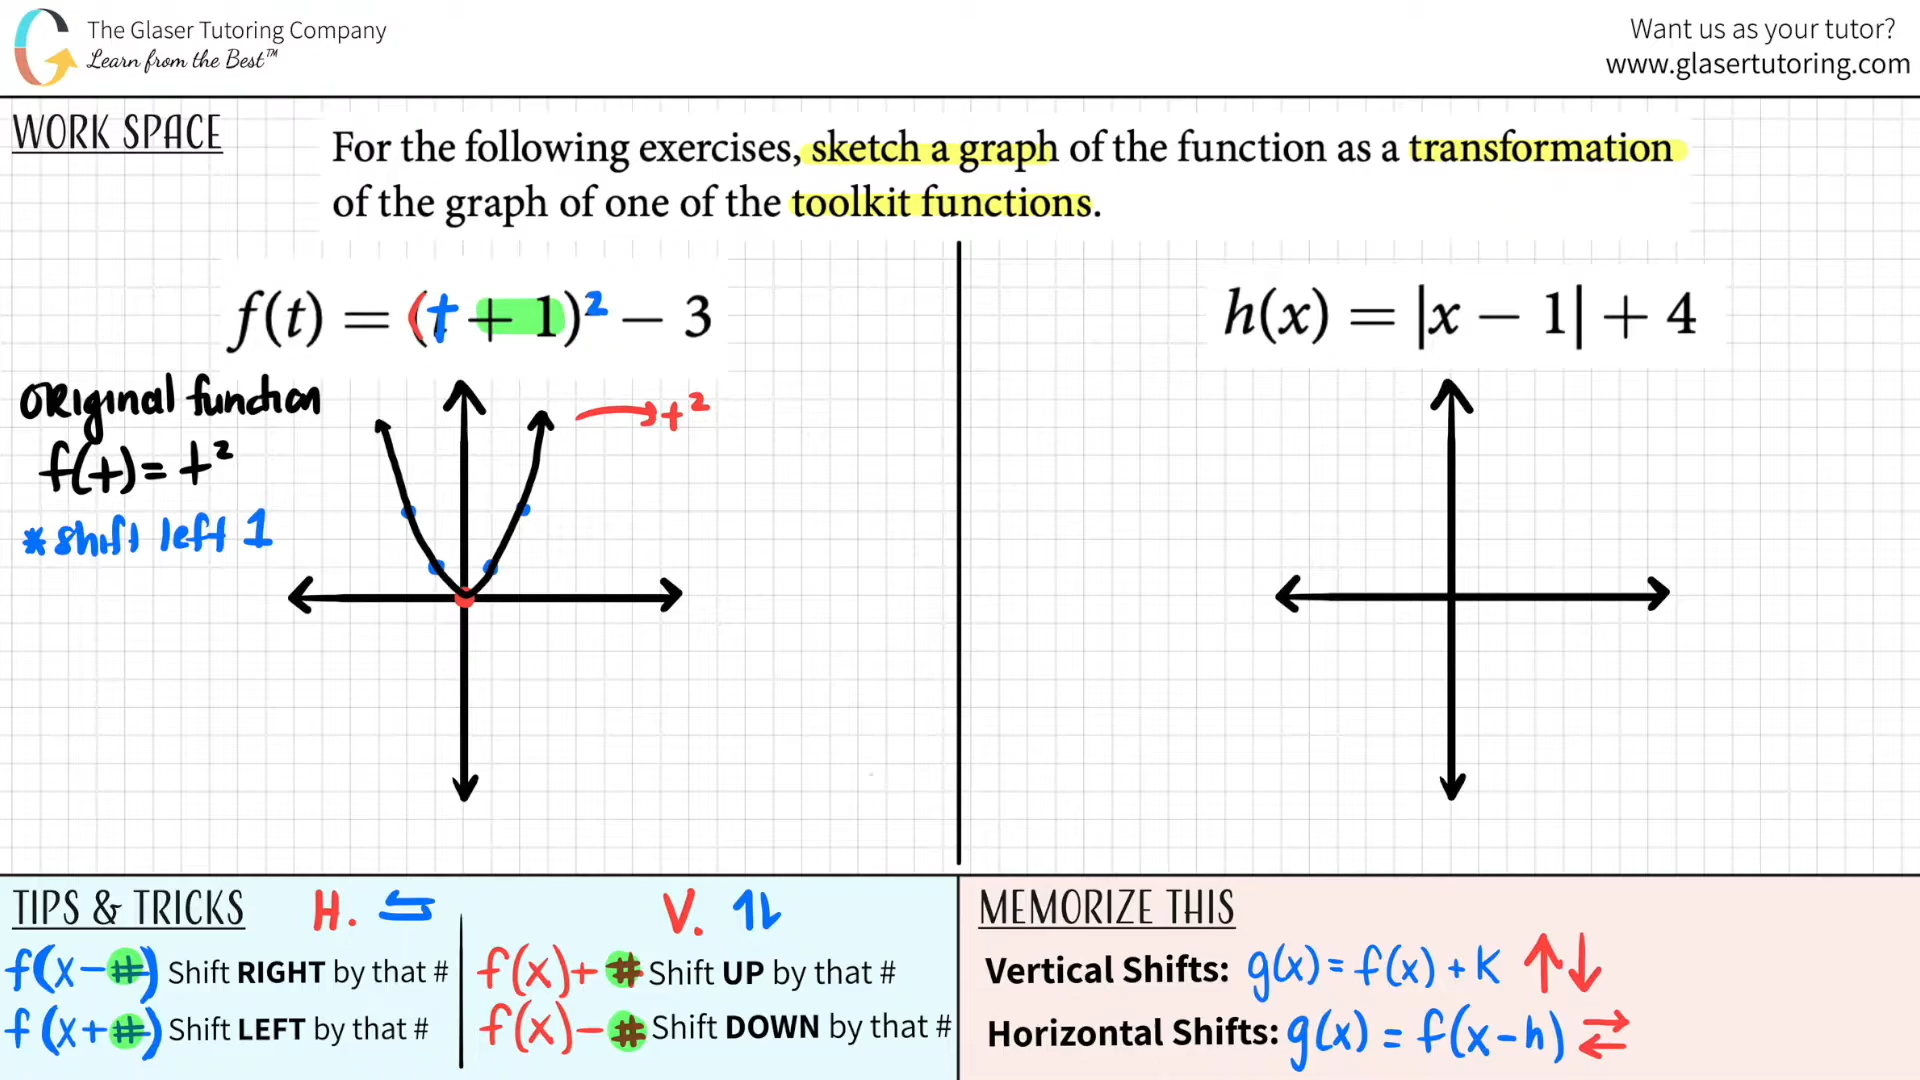 The Glaser Tutoring Company
Learn from the Best™
Want us as your tutor?
www.glasertutoring.com
WORK SPACE
For the following exercises, sketch a graph of the function as a transformation
of the graph of one of the toolkit functions.
f(t) = (t + 1)² − 3
ORiginal function
f(t) = t²
*shift left 1
t²
h(x) = |x − 1| + 4
TIPS & TRICKS
H. ⇆
f(x−#) Shift RIGHT by that #
f(x+#) Shift LEFT by that #
V. ↑↓
f(x)+# Shift UP by that #
f(x)−# Shift DOWN by that #
MEMORIZE THIS
Vertical Shifts: g(x) = f(x) + K ↑↓
Horizontal Shifts: g(x) = f(x−h) ⇄